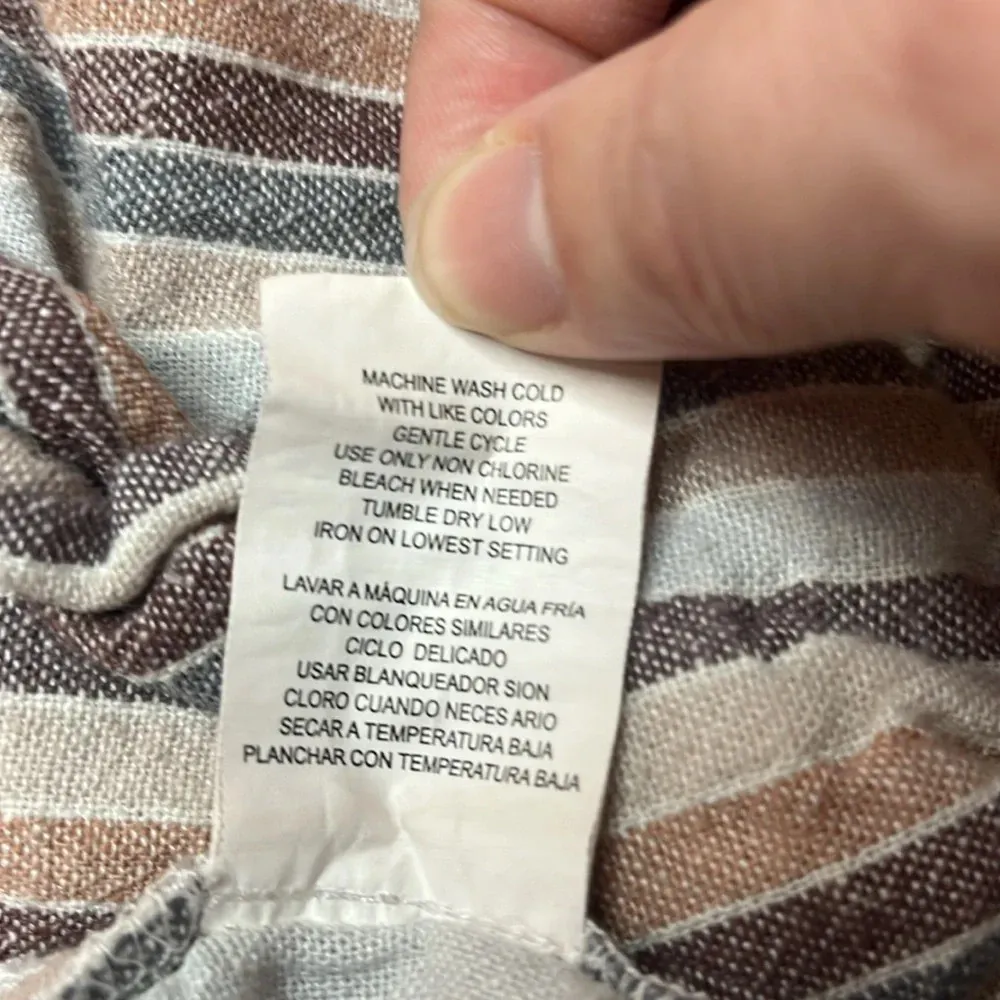 MACHINE WASH COLD
WITH LIKE COLORS
GENTLE CYCLE
USE ONLY NON CHLORINE
BLEACH WHEN NEEDED
TUMBLE DRY LOW
IRON ON LOWEST SETTING
LAVAR A MÁQUINA EN AGUA FRÍA
CON COLORES SIMILARES
CICLO DELICADO
USAR BLANQUEADOR SION
CLORO CUANDO NECES ARIO
SECAR A TEMPERATURA BAJA
PLANCHAR CON TEMPERATURA BAJA